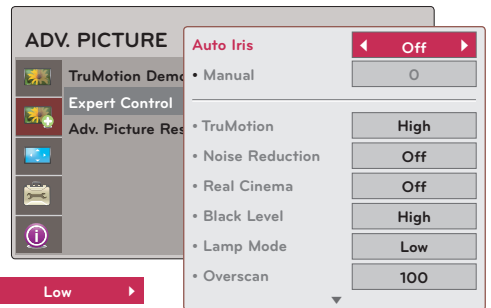 ADV. PICTURE
TruMotion Demo
Expert Control
Adv. Picture Res
Auto Iris Off
• Manual 0
• TruMotion High
• Noise Reduction Off
• Real Cinema Off
• Black Level High
• Lamp Mode Low
• Overscan 100
Low